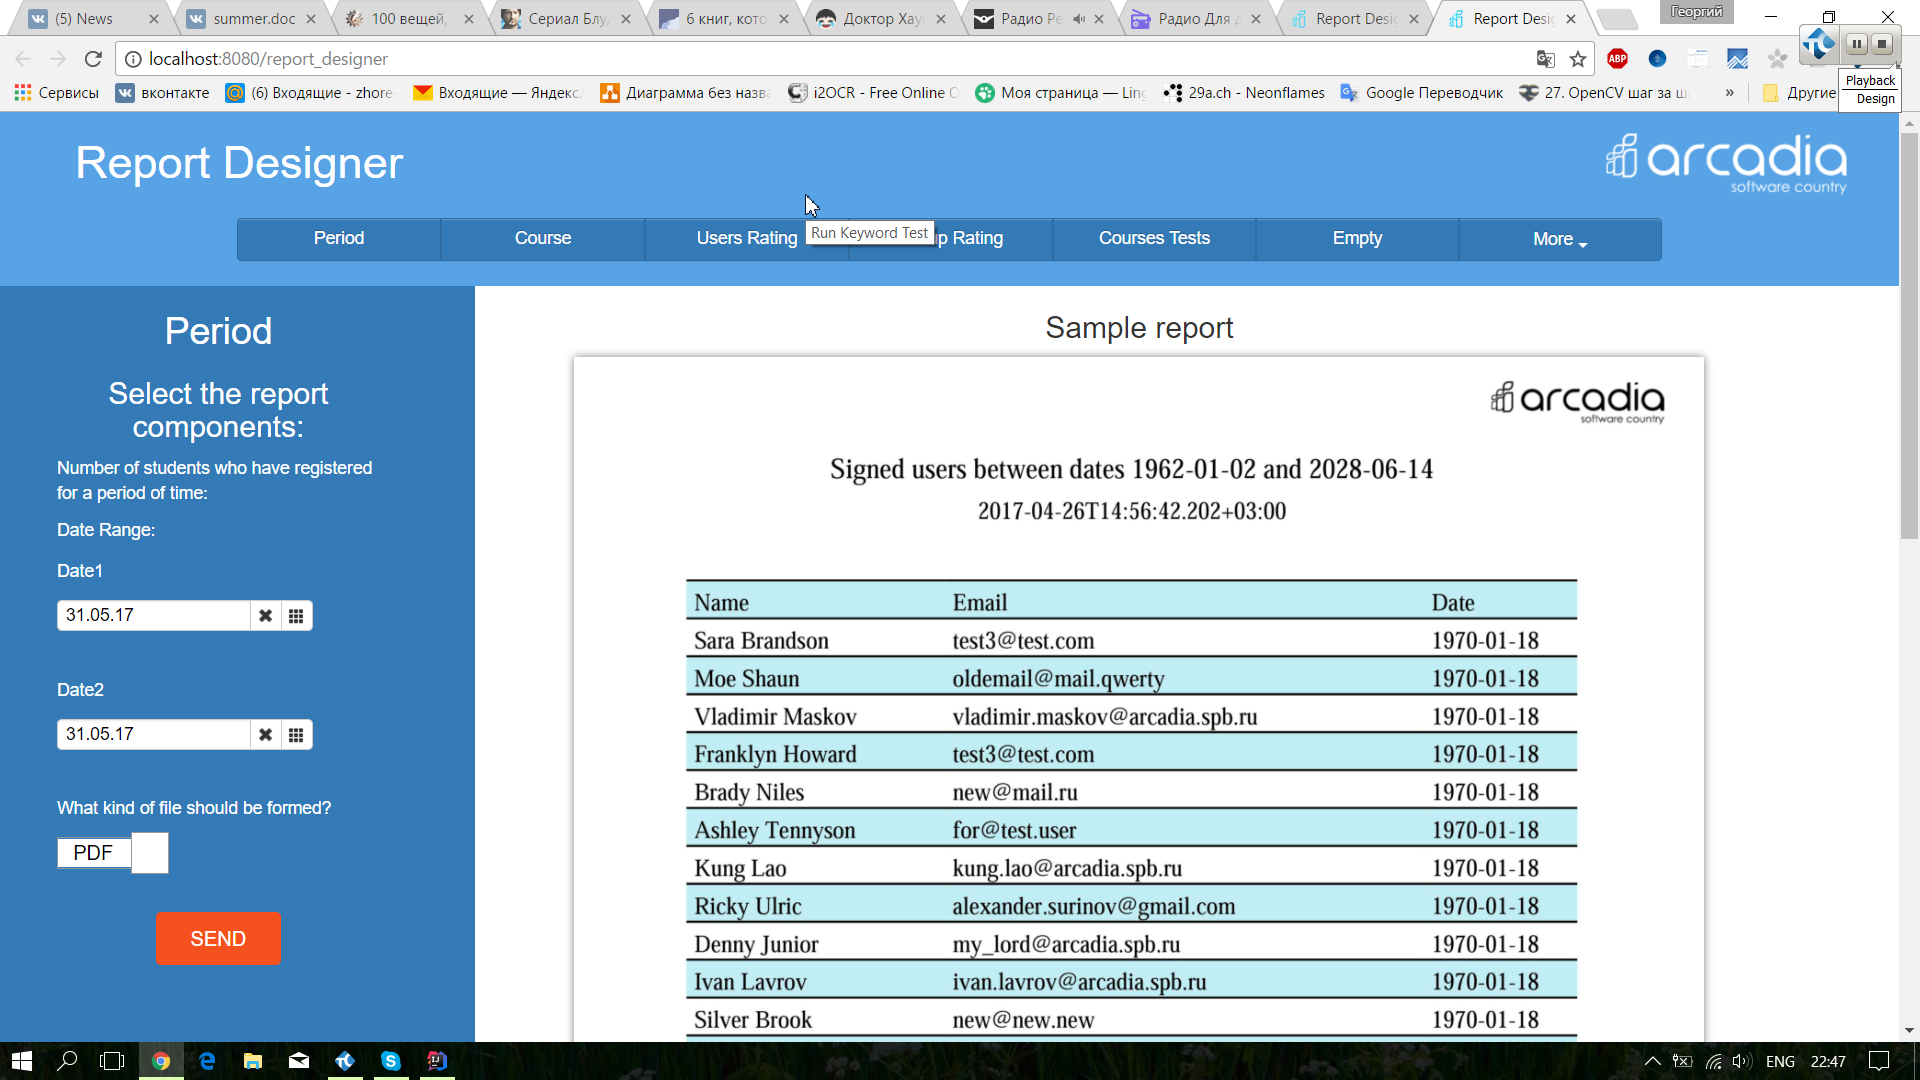 (5) News
summer.doc
100 вещей,
Сериал Блу
6 книг, кото
Доктор Хау
Радио Ре
Радио Для д
Report Desi
Report Desi
Георгий
localhost:8080/report_designer
ABP
Playback
Design
Сервисы
вконтакте
(6) Входящие - zhore
Входящие — Яндекс.
Диаграмма без назва
i2OCR - Free Online O
Моя страница — Lin
29a.ch - Neonflames
Google Переводчик
27. OpenCV шаг за ш
»
Другие
Report Designer
arcadia
software country
Period
Course
Users Rating
p Rating
Courses Tests
Empty
More
Run Keyword Test
Period
Select the report
components:
Number of students who have registered
for a period of time:
Date Range:
Date1
31.05.17
Date2
31.05.17
What kind of file should be formed?
PDF
SEND
Sample report
arcadia
software country
Signed users between dates 1962-01-02 and 2028-06-14
2017-04-26T14:56:42.202+03:00
Name Email Date
Sara Brandson test3@test.com 1970-01-18
Moe Shaun oldemail@mail.qwerty 1970-01-18
Vladimir Maskov vladimir.maskov@arcadia.spb.ru 1970-01-18
Franklyn Howard test3@test.com 1970-01-18
Brady Niles new@mail.ru 1970-01-18
Ashley Tennyson for@test.user 1970-01-18
Kung Lao kung.lao@arcadia.spb.ru 1970-01-18
Ricky Ulric alexander.surinov@gmail.com 1970-01-18
Denny Junior my_lord@arcadia.spb.ru 1970-01-18
Ivan Lavrov ivan.lavrov@arcadia.spb.ru 1970-01-18
Silver Brook new@new.new 1970-01-18
ENG
22:47